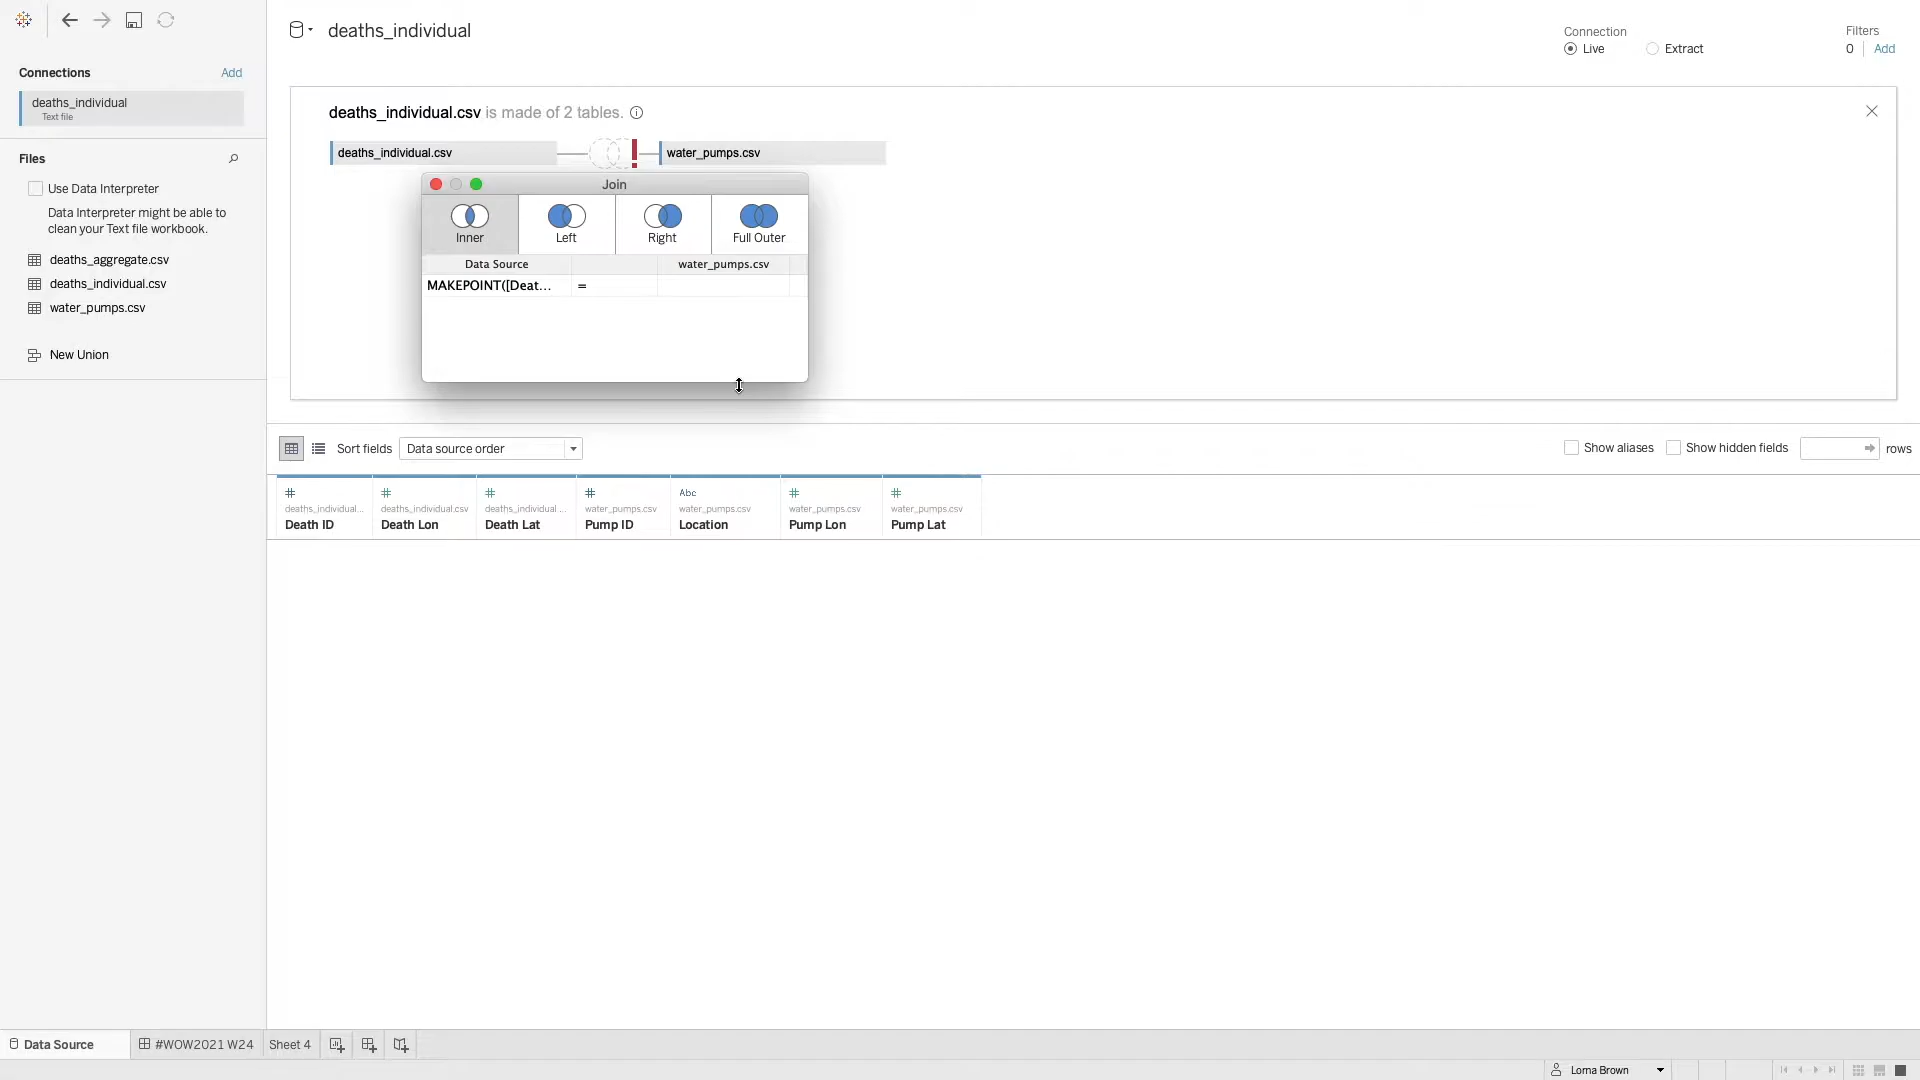 deaths_individual
Connection
Live
Extract
Filters
0
Add
Connections
Add
deaths_individual
Text file
Files
Use Data Interpreter
Data Interpreter might be able to
clean your Text file workbook.
deaths_aggregate.csv
deaths_individual.csv
water_pumps.csv
New Union
deaths_individual.csv is made of 2 tables.
deaths_individual.csv
water_pumps.csv
Join
Inner
Left
Right
Full Outer
Data Source
water_pumps.csv
MAKEPOINT([Deat...
=
Sort fields
Data source order
Show aliases
Show hidden fields
rows
# # # # Abc # #
deaths_individual... deaths_individual.csv deaths_individual ... water_pumps.csv water_pumps.csv water_pumps.csv water_pumps.csv
Death ID Death Lon Death Lat Pump ID Location Pump Lon Pump Lat
Data Source
#WOW2021 W24
Sheet 4
Lorna Brown